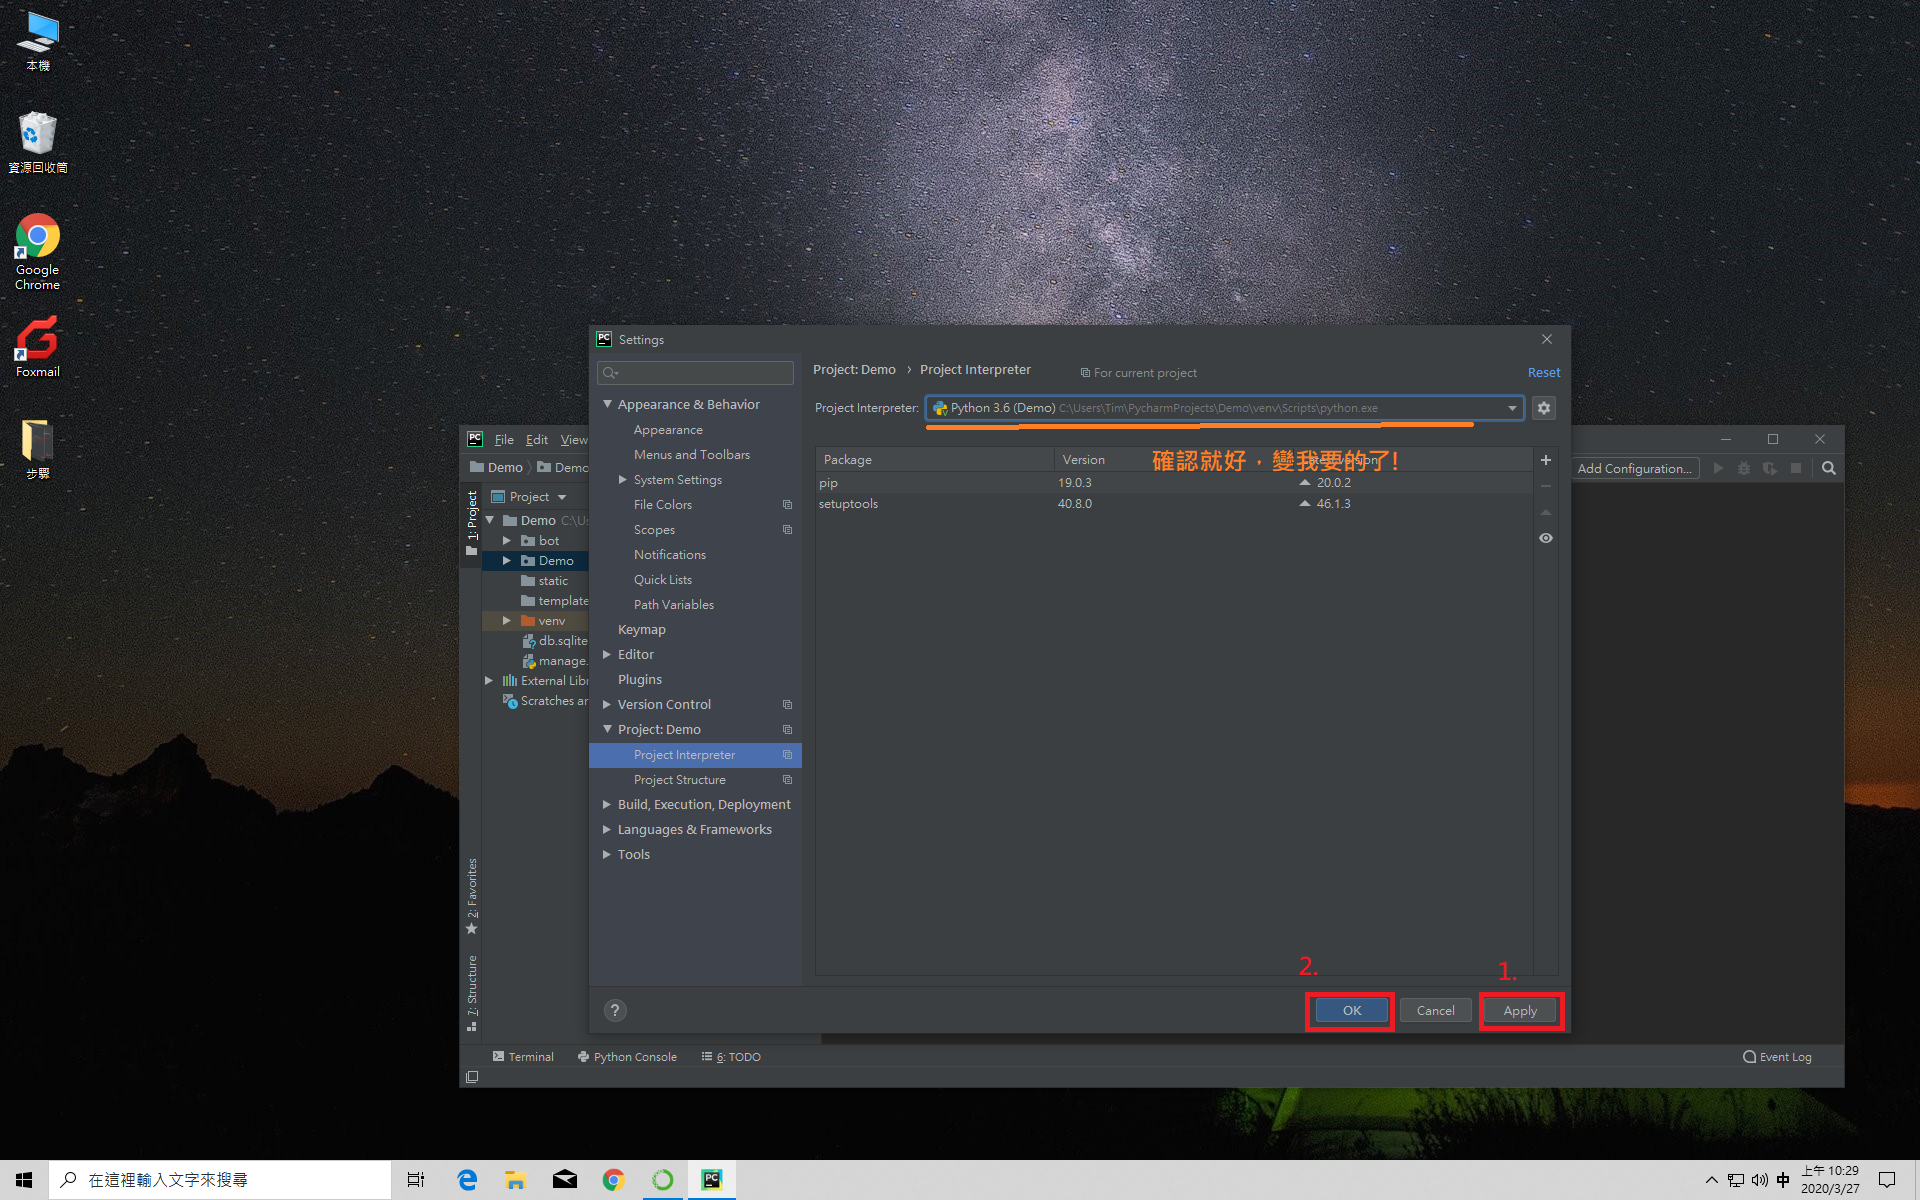 本機
資源回收筒
Google
Chrome
Foxmail
步驟
PC
Settings
Appearance & Behavior
Appearance
Menus and Toolbars
System Settings
File Colors
Scopes
Notifications
Quick Lists
Path Variables
Keymap
Editor
Plugins
Version Control
Project: Demo
Project Interpreter
Project Structure
Build, Execution, Deployment
Languages & Frameworks
Tools
Project: Demo › Project Interpreter
For current project
Reset
Project Interpreter:
Python 3.6 (Demo) C:\Users\Tim\PycharmProjects\Demo\venv\Scripts\python.exe
Package Version
確認就好，變我要的了!
pip 19.0.3 20.0.2
setuptools 40.8.0 46.1.3
2.
1.
?
OK
Cancel
Apply
PC
File Edit View
Demo Demo
Add Configuration...
1: Project
Project
Demo C:\Us
bot
Demo
static
template
venv
db.sqlite
manage.
External Libr
Scratches an
2: Favorites
7: Structure
Terminal
Python Console
6: TODO
Event Log
在這裡輸入文字來搜尋
PC
中
上午 10:29
2020/3/27